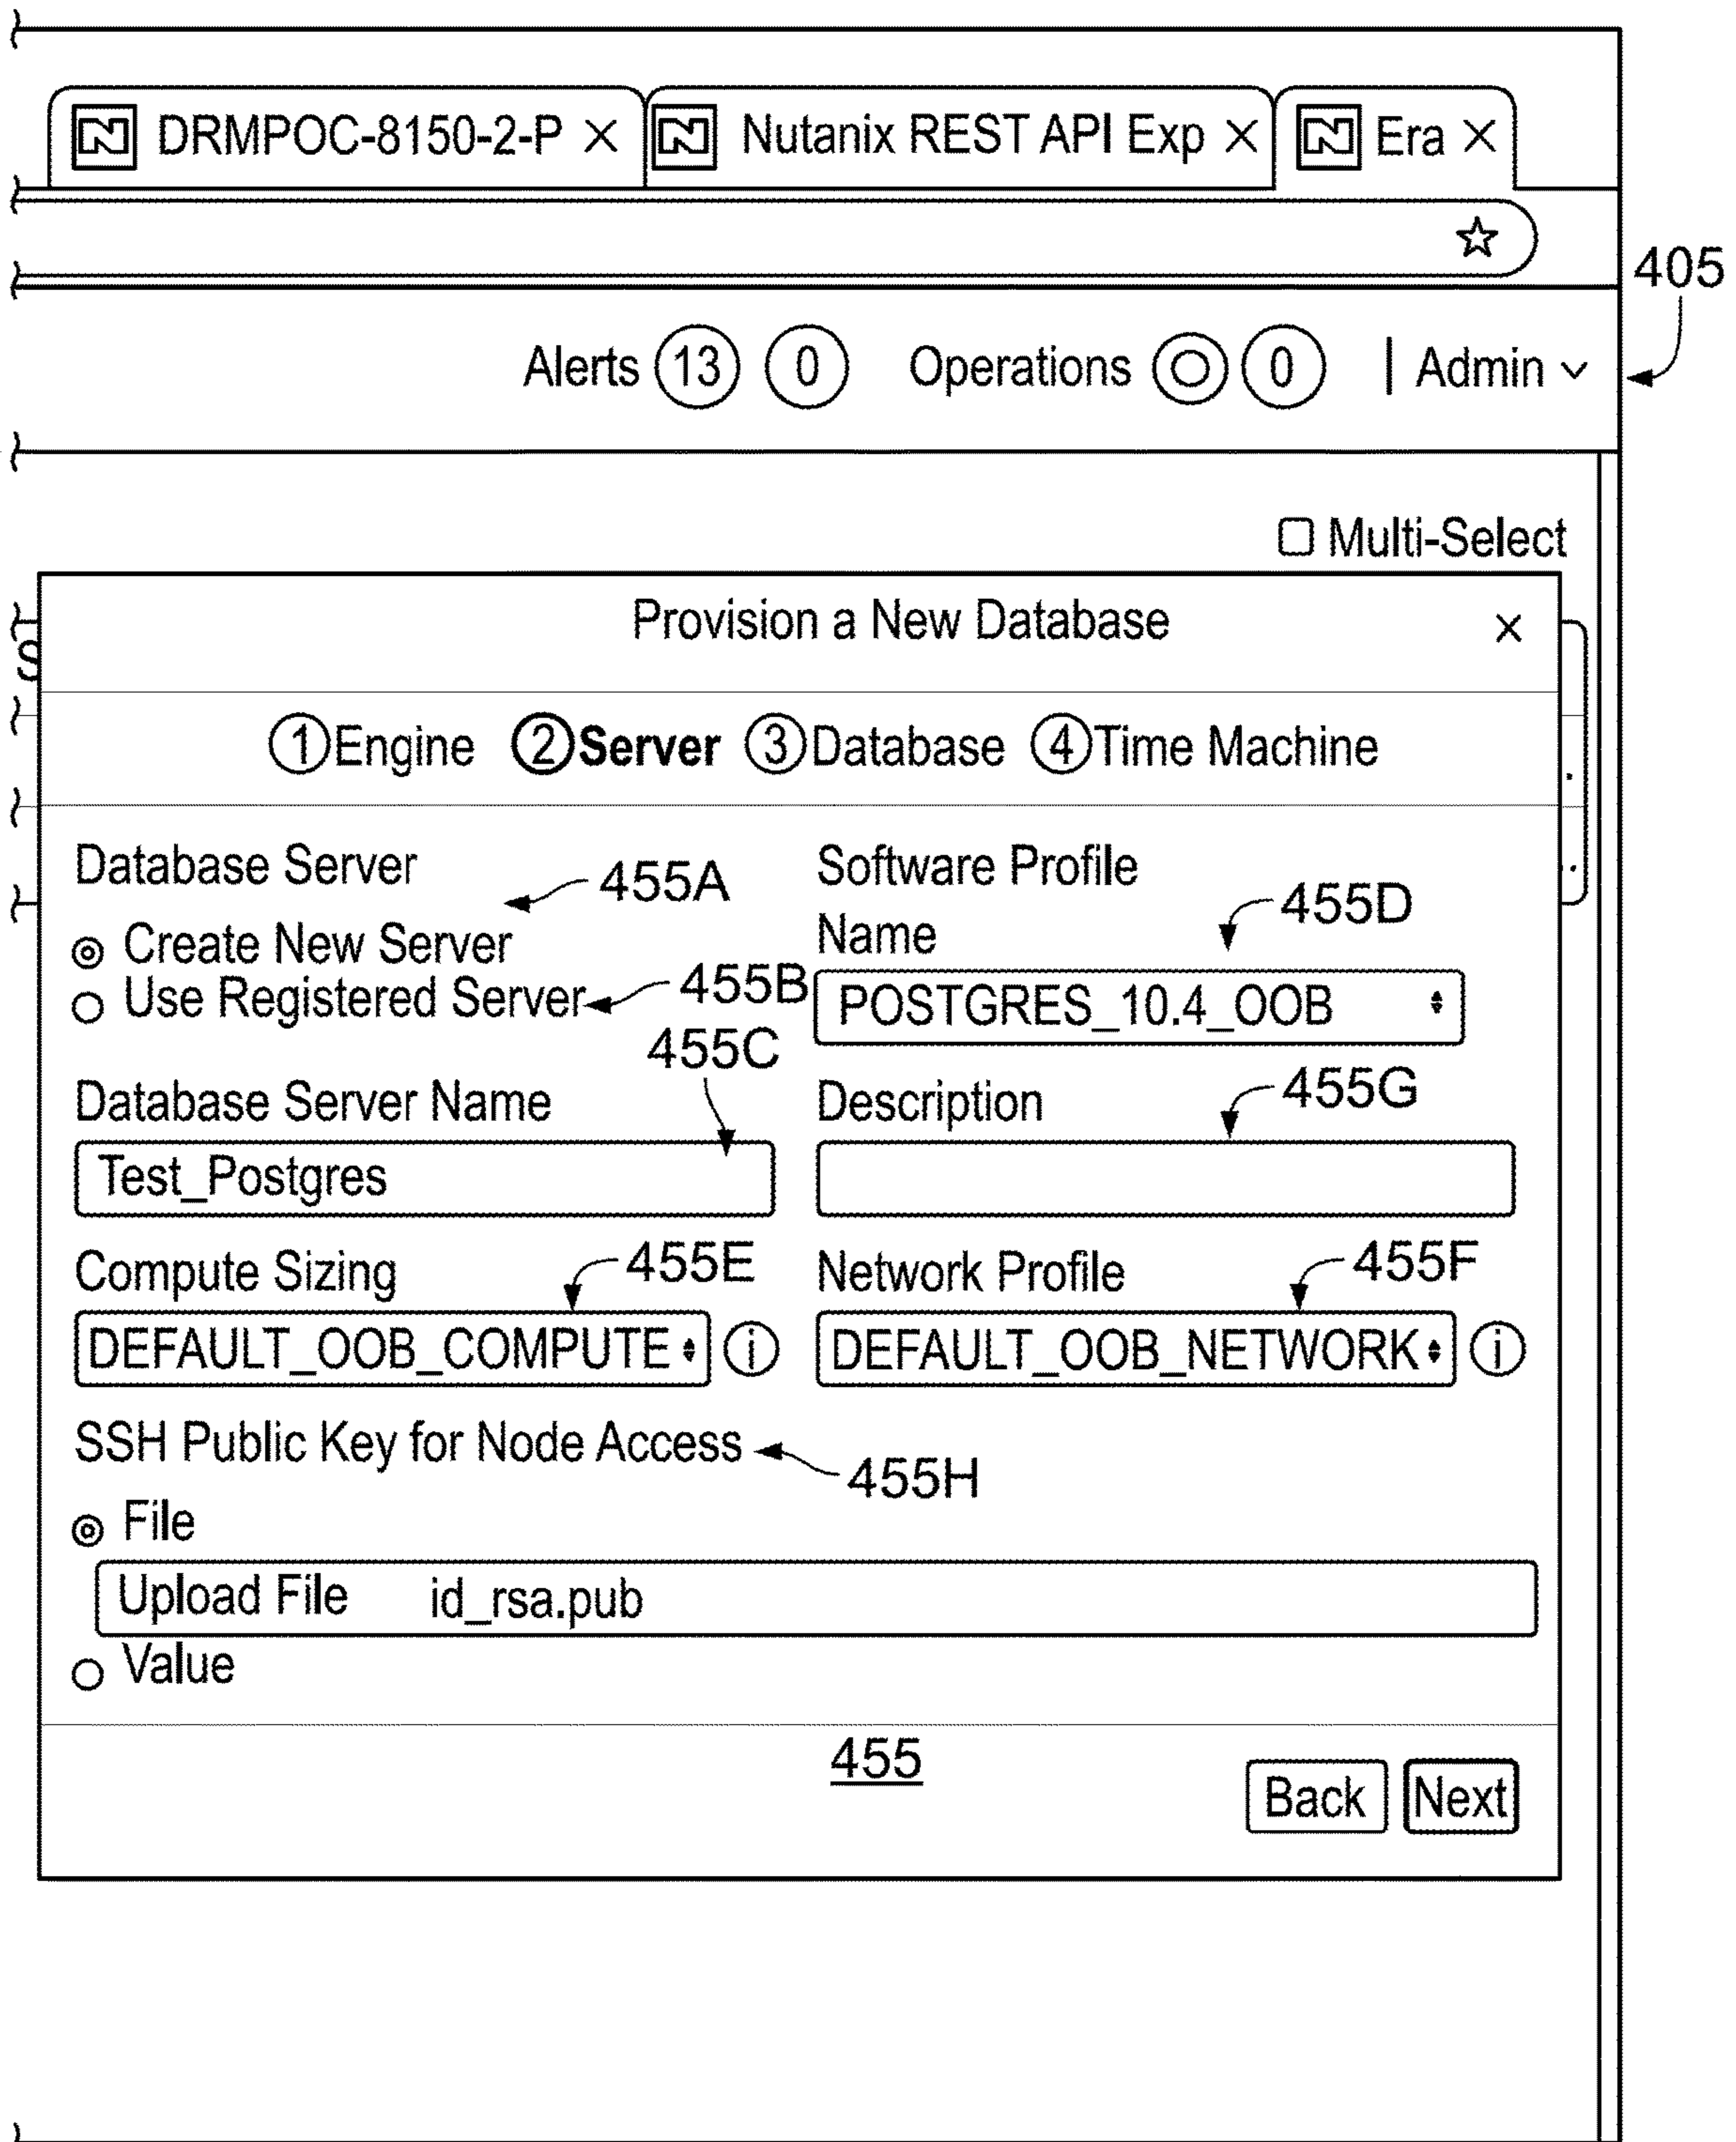 DRMPOC-8150-2-P × Nutanix REST API Exp × Era ×
405
Alerts 13 0 Operations 0 | Admin
Multi-Select
Provision a New Database ×
S
1 Engine 2 Server 3 Database 4 Time Machine
Database Server 455A Software Profile
Create New Server Name 455D
Use Registered Server 455B POSTGRES_10.4_OOB
455C
Database Server Name Description 455G
Test_Postgres
Compute Sizing 455E Network Profile 455F
DEFAULT_OOB_COMPUTE i DEFAULT_OOB_NETWORK i
SSH Public Key for Node Access 455H
File
Upload File id_rsa.pub
Value
455
Back Next